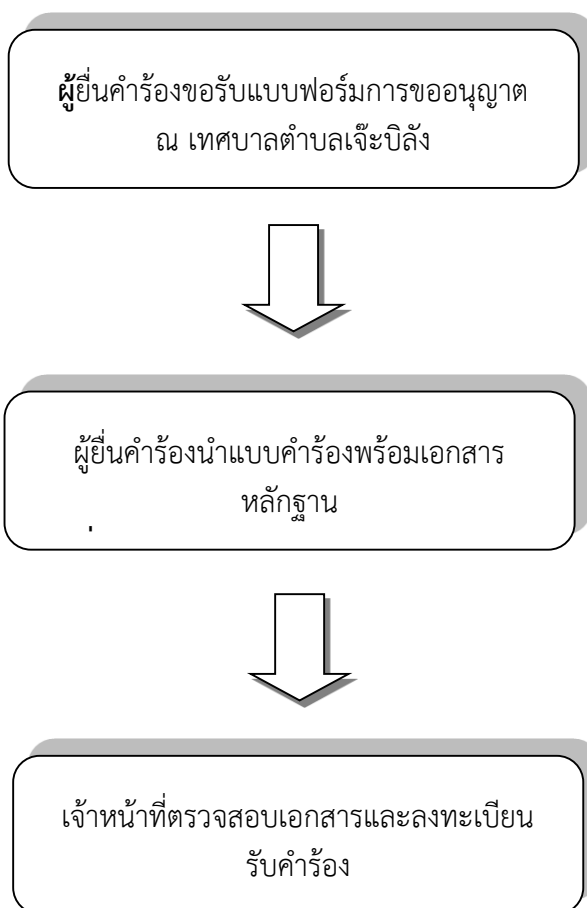 ผู้ยื่นคำร้องขอรับแบบฟอร์มการขออนุญาต
ณ เทศบาลตำบลเจ๊ะบิลัง
ผู้ยื่นคำร้องนำแบบคำร้องพร้อมเอกสาร
หลักฐาน
เจ้าหน้าที่ตรวจสอบเอกสารและลงทะเบียน
รับคำร้อง